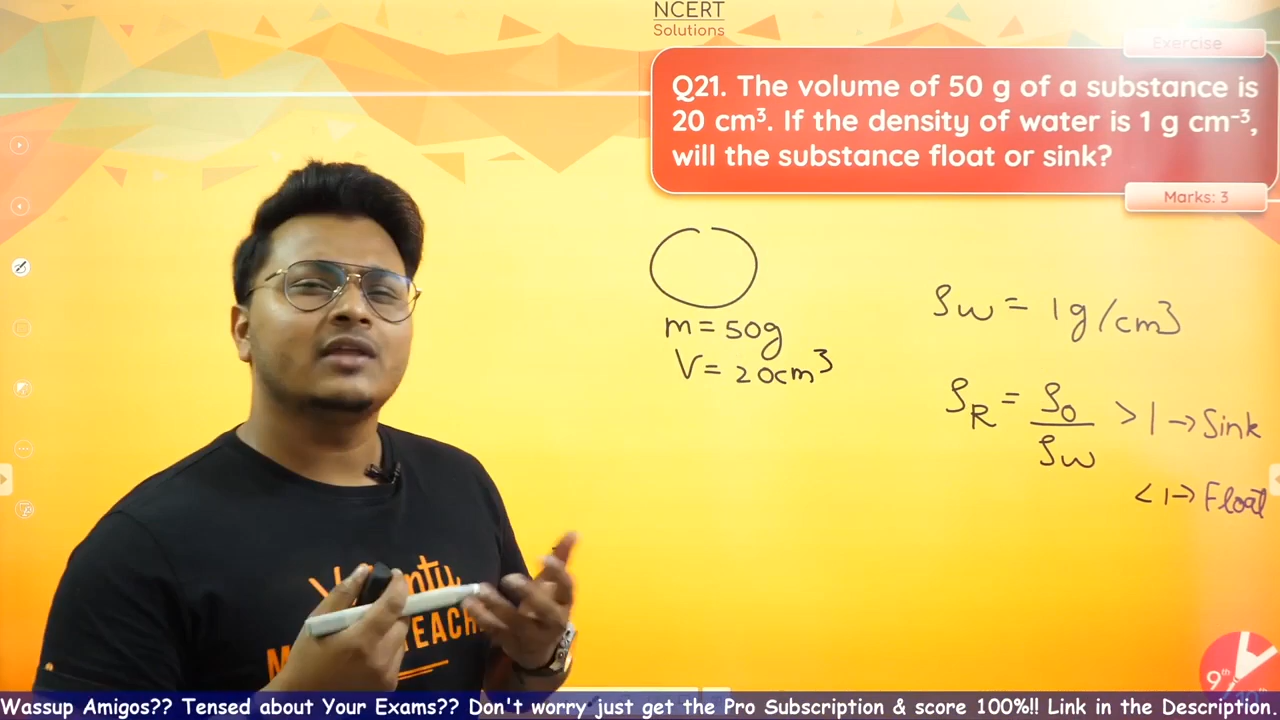 NCERT
Solutions
Exercise
Q21. The volume of 50 g of a substance is
20 cm³. If the density of water is 1 g cm⁻³,
will the substance float or sink?
Marks: 3
m = 50g
V = 20cm³
ρw = 1g/cm3
ρR = ρo/ρw >1 → Sink
<1 → Float
TEACH
9th
10th
Wassup Amigos?? Tensed about Your Exams?? Don't worry just get the Pro Subscription & score 100%!! Link in the Description.